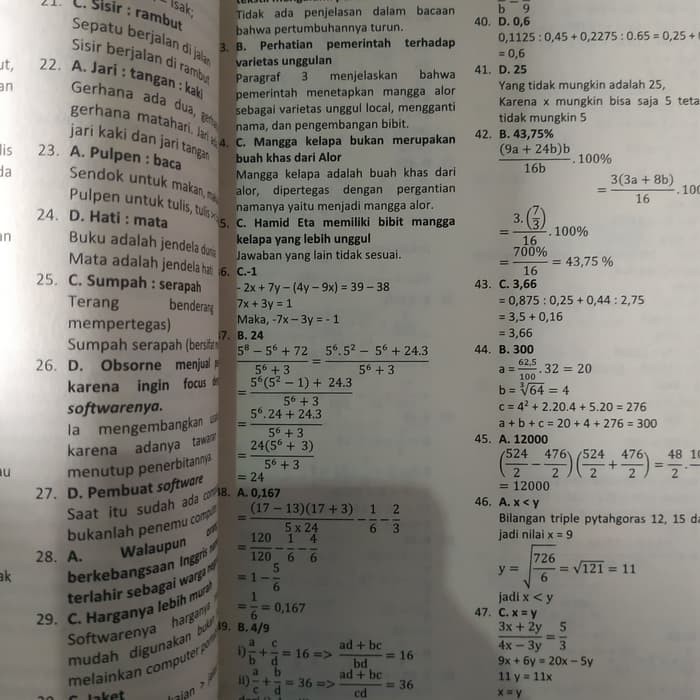 C. Sisir : rambut
Sepatu berjalan di jalan
Sisir berjalan di rambut
22. A. Jari : tangan : kaki
Gerhana ada dua,
gerhana matahari. Jari
jari kaki dan jari tangan
23. A. Pulpen : baca
Sendok untuk makan,
Pulpen untuk tulis, tulis
24. D. Hati : mata
Buku adalah jendela dunia
Mata adalah jendela hati
25. C. Sumpah : serapah
Terang benderang
mempertegas)
Sumpah serapah (bersifat
26. D. Obsorne menjual
karena ingin focus
softwarenya.
Ia mengembangkan
karena adanya tawaran
menutup penerbitannya
27. D. Pembuat software
Saat itu sudah ada
bukanlah penemu
28. A. Walaupun
berkebangsaan Inggris
terlahir sebagai warga
29. C. Harganya lebih murah
Softwarenya harganya
mudah digunakan
melainkan computer
Tidak ada penjelasan dalam bacaan
bahwa pertumbuhannya turun.
3. B. Perhatian pemerintah terhadap
varietas unggulan
Paragraf 3 menjelaskan bahwa
pemerintah menetapkan mangga alor
sebagai varietas unggul local, mengganti
nama, dan pengembangan bibit.
4. C. Mangga kelapa bukan merupakan
buah khas dari Alor
Mangga kelapa adalah buah khas dari
alor, dipertegas dengan pergantian
namanya yaitu menjadi mangga alor.
5. C. Hamid Eta memiliki bibit mangga
kelapa yang lebih unggul
Jawaban yang lain tidak sesuai.
6. C.-1
- 2x + 7y – (4y – 9x) = 39 – 38
7x + 3y = 1
Maka, -7x – 3y = - 1
7. B. 24
5⁸ − 5⁶ + 72 / 5⁶ + 3 = 5⁶.5² − 5⁶ + 24.3 / 5⁶ + 3
= 5⁶(5² − 1) + 24.3 / 5⁶ + 3
= 5⁶.24 + 24.3 / 5⁶ + 3
= 24(5⁶ + 3) / 5⁶ + 3
= 24
8. A. 0,167
= (17 − 13)(17 + 3) / 5 x 24 − 1/6 − 2/3
= 120/120 − 1/6 − 4/6
= 1 − 5/6
= 1/6 = 0,167
39. B. 4/9
i) a/b + c/d = 16 => ad + bc / bd = 16
ii) a/c + b/d = 36 => ad + bc / cd = 36
b 9
40. D. 0,6
0,1125 : 0,45 + 0,2275 : 0.65 = 0,25 +
= 0,6
41. D. 25
Yang tidak mungkin adalah 25,
Karena x mungkin bisa saja 5
tidak mungkin 5
42. B. 43,75%
(9a + 24b)b / 16b . 100%
= 3(3a + 8b) / 16 .
= 3.(7/3) / 16 . 100%
= 700% / 16 = 43,75 %
43. C. 3,66
= 0,875 : 0,25 + 0,44 : 2,75
= 3,5 + 0,16
= 3,66
44. B. 300
a = 62,5/100 . 32 = 20
b = ∛64 = 4
c = 4² + 2.20.4 + 5.20 = 276
a + b + c = 20 + 4 + 276 = 300
45. A. 12000
(524/2 − 476/2) (524/2 + 476/2) = 48/2 .
= 12000
46. A. x < y
Bilangan triple pytahgoras 12, 15
jadi nilai x = 9
y = √726/6 = √121 = 11
jadi x < y
47. C. x = y
3x + 2y / 4x − 3y = 5/3
9x + 6y = 20x − 5y
11 y = 11x
x = y